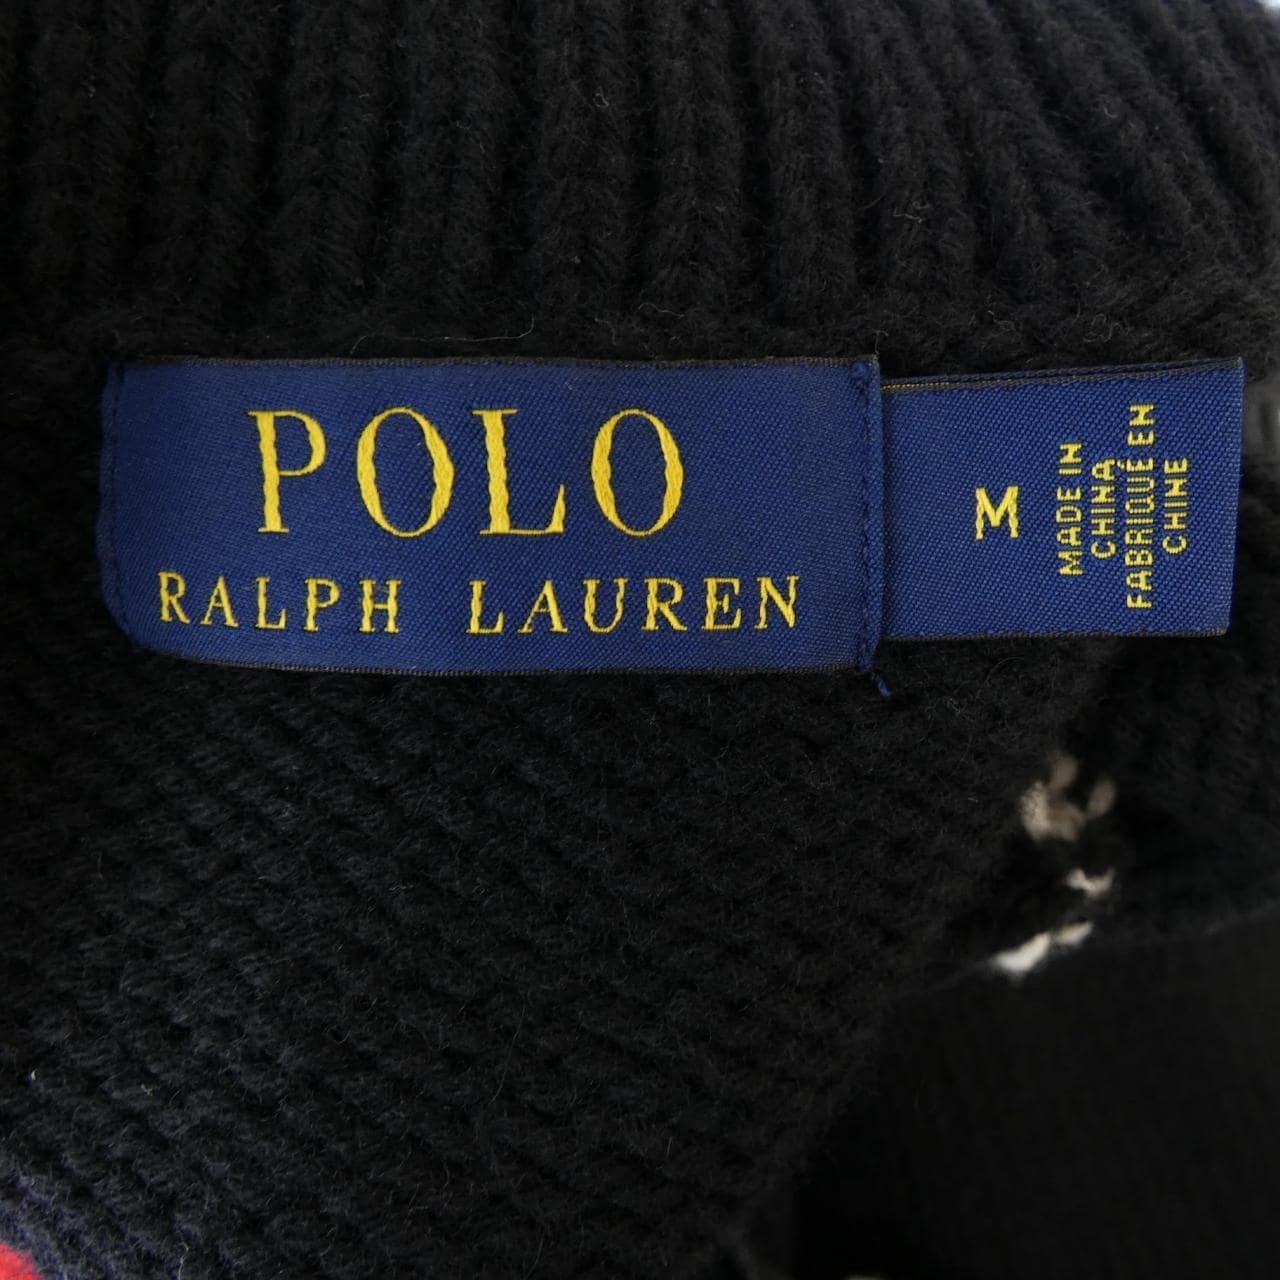 POLO
RALPH LAUREN
M
MADE IN
CHINA
FABRIQUÉ EN
CHINE